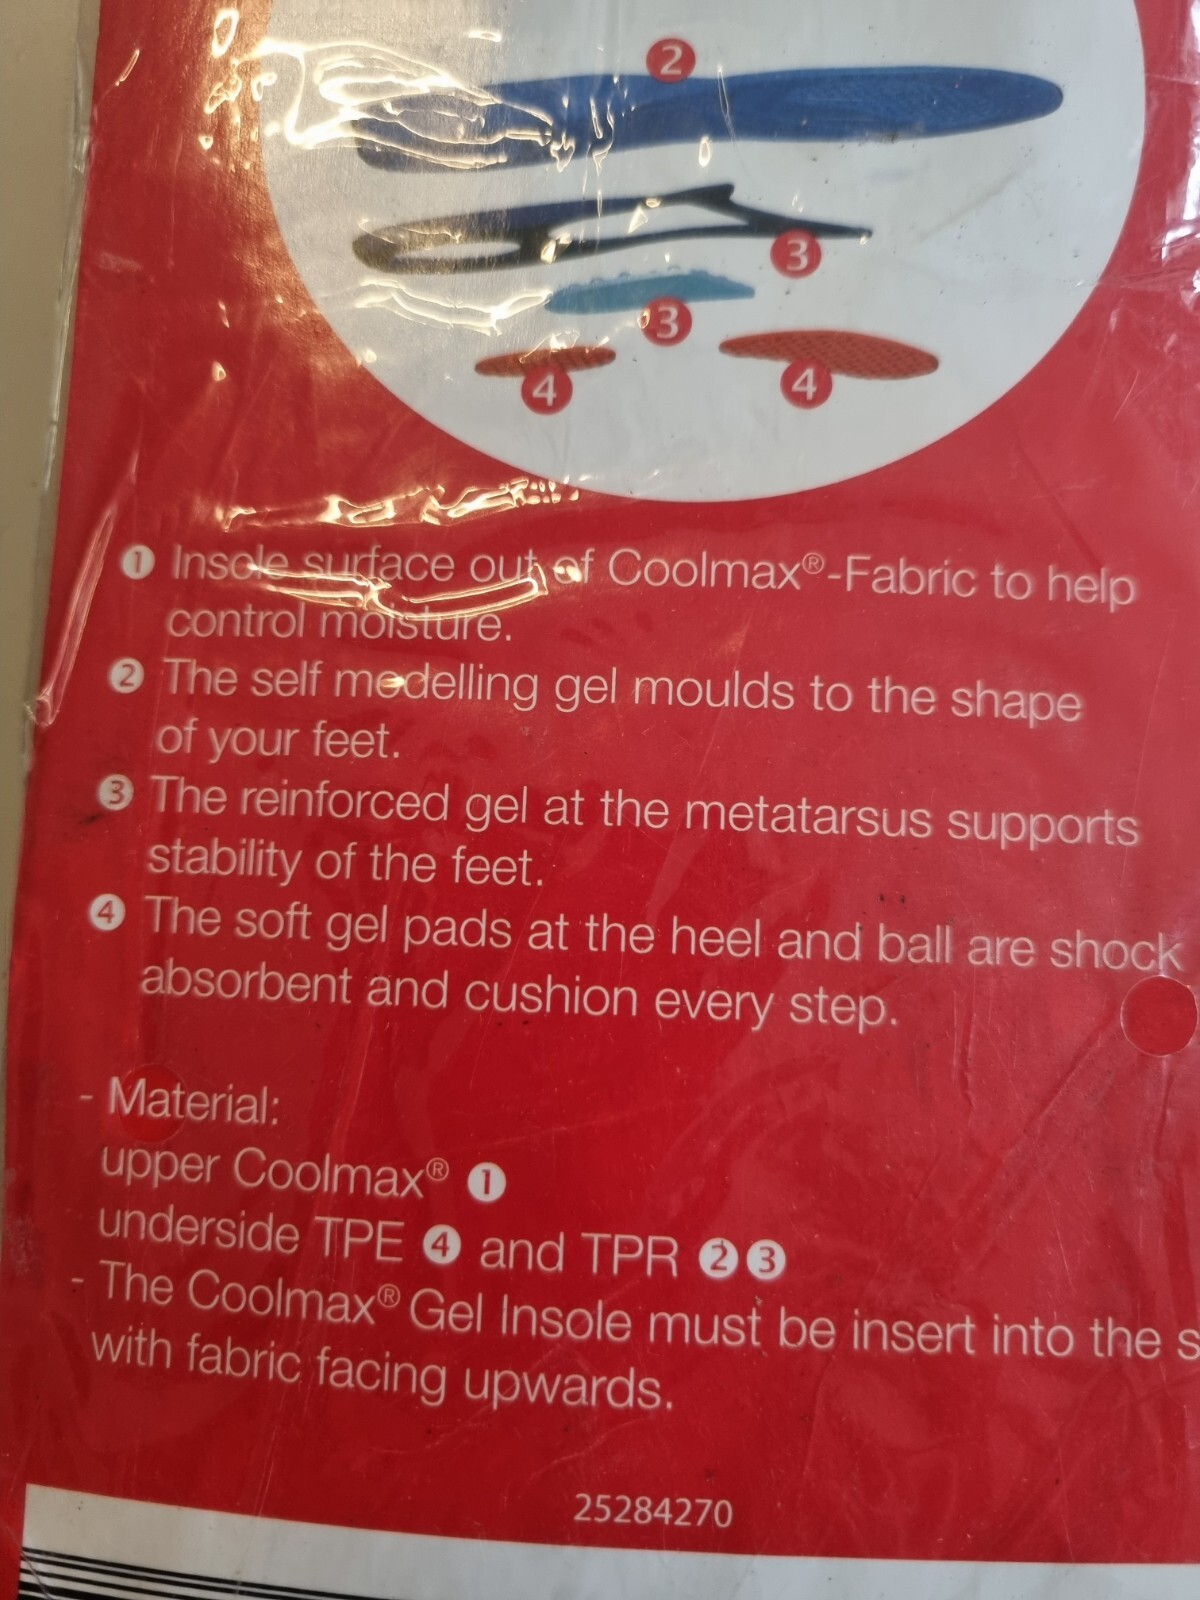 2
3
3
4 4
1 Insole surface out of Coolmax®-Fabric to help
control moisture.
2 The self modelling gel moulds to the shape
of your feet.
3 The reinforced gel at the metatarsus supports
stability of the feet.
4 The soft gel pads at the heel and ball are shock
absorbent and cushion every step.
- Material:
upper Coolmax® 1
underside TPE 4 and TPR 2 3
- The Coolmax® Gel Insole must be insert into the
with fabric facing upwards.
25284270